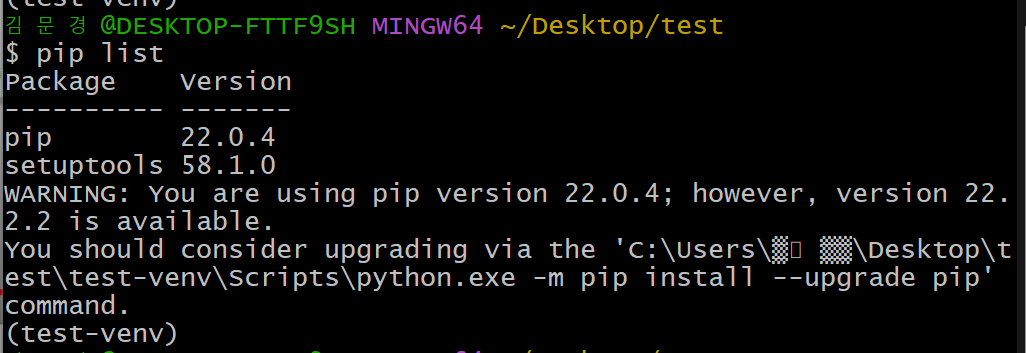 (test-venv)
김 문 경 @DESKTOP-FTTF9SH MINGW64 ~/Desktop/test
$ pip list
Package    Version
---------- -------
pip        22.0.4
setuptools 58.1.0
WARNING: You are using pip version 22.0.4; however, version 22.
2.2 is available.
You should consider upgrading via the 'C:\Users\▒ ▒▒\Desktop\t
est\test-venv\Scripts\python.exe -m pip install --upgrade pip'
command.
(test-venv)